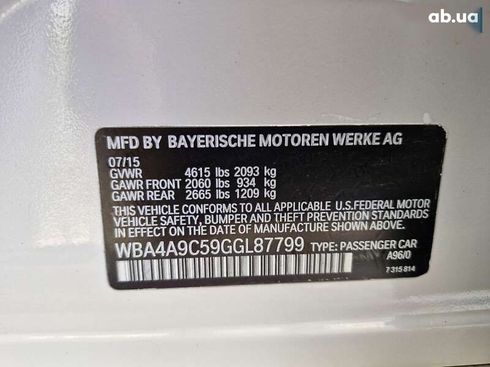 ab.ua
MFD BY BAYERISCHE MOTOREN WERKE AG
07/15
GVWR 4615 lbs 2093 kg
GAWR FRONT 2060 lbs 934 kg
GAWR REAR 2665 lbs 1209 kg
THIS VEHICLE CONFORMS TO ALL APPLICABLE U.S.FEDERAL MOTOR
VEHICLE SAFETY, BUMPER AND THEFT PREVENTION STANDARDS
IN EFFECT ON THE DATE OF MANUFACTURE SHOWN ABOVE.
WBA4A9C59GGL87799 TYPE: PASSENGER CAR
A96/0
7 315 814